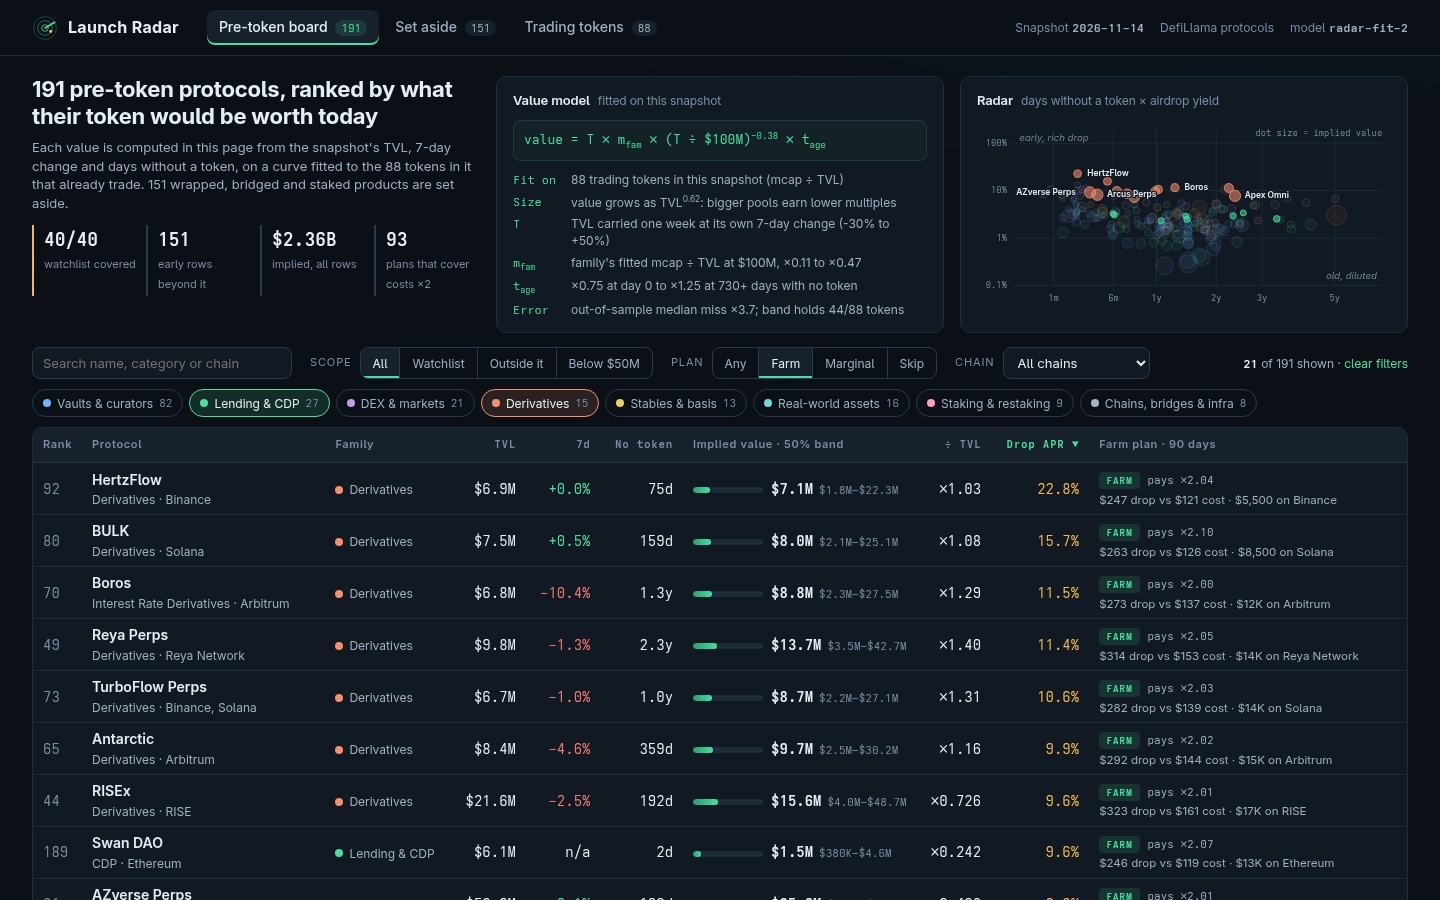 Launch Radar
Pre-token board 191
Set aside 151
Trading tokens 88
Snapshot 2026-11-14 DefiLlama protocols model radar-fit-2
191 pre-token protocols, ranked by what
their token would be worth today
Each value is computed in this page from the snapshot's TVL, 7-day
change and days without a token, on a curve fitted to the 88 tokens in it
that already trade. 151 wrapped, bridged and staked products are set
aside.
40/40
watchlist covered
151
early rows
beyond it
$2.36B
implied, all rows
93
plans that cover
costs ×2
Value model fitted on this snapshot
value = T × mfam × (T ÷ $100M)−0.38 × tage
Fit on 88 trading tokens in this snapshot (mcap ÷ TVL)
Size value grows as TVL0.62: bigger pools earn lower multiples
T TVL carried one week at its own 7-day change (-30% to
+50%)
mfam family's fitted mcap ÷ TVL at $100M, ×0.11 to ×0.47
tage ×0.75 at day 0 to ×1.25 at 730+ days with no token
Error out-of-sample median miss ×3.7; band holds 44/88 tokens
Radar days without a token × airdrop yield
early, rich drop
dot size = implied value
100%
10%
1%
0.1%
HertzFlow
AZverse Perps
Arcus Perps
Boros
Apex Omni
old, diluted
1m 6m 1y 2y 3y 5y
Search name, category or chain
SCOPE All Watchlist Outside it Below $50M
PLAN Any Farm Marginal Skip
CHAIN All chains
21 of 191 shown · clear filters
Vaults & curators 82
Lending & CDP 27
DEX & markets 21
Derivatives 15
Stables & basis 13
Real-world assets 16
Staking & restaking 9
Chains, bridges & infra 8
Rank Protocol Family TVL 7d No token Implied value · 50% band ÷ TVL Drop APR ▼ Farm plan · 90 days
92 HertzFlow Derivatives $6.9M +0.0% 75d $7.1M $1.8M–$22.3M ×1.03 22.8% FARM pays ×2.04
Derivatives · Binance $247 drop vs $121 cost · $5,500 on Binance
80 BULK Derivatives $7.5M +0.5% 159d $8.0M $2.1M–$25.1M ×1.08 15.7% FARM pays ×2.10
Derivatives · Solana $263 drop vs $126 cost · $8,500 on Solana
70 Boros Derivatives $6.8M −10.4% 1.3y $8.8M $2.3M–$27.5M ×1.29 11.5% FARM pays ×2.00
Interest Rate Derivatives · Arbitrum $273 drop vs $137 cost · $12K on Arbitrum
49 Reya Perps Derivatives $9.8M −1.3% 2.3y $13.7M $3.5M–$42.7M ×1.40 11.4% FARM pays ×2.05
Derivatives · Reya Network $314 drop vs $153 cost · $14K on Reya Network
73 TurboFlow Perps Derivatives $6.7M −1.0% 1.0y $8.7M $2.2M–$27.1M ×1.31 10.6% FARM pays ×2.03
Derivatives · Binance, Solana $282 drop vs $139 cost · $14K on Solana
65 Antarctic Derivatives $8.4M −4.6% 359d $9.7M $2.5M–$30.2M ×1.16 9.9% FARM pays ×2.02
Derivatives · Arbitrum $292 drop vs $144 cost · $15K on Arbitrum
44 RISEx Derivatives $21.6M −2.5% 192d $15.6M $4.0M–$48.7M ×0.726 9.6% FARM pays ×2.01
Derivatives · RISE $323 drop vs $161 cost · $17K on RISE
189 Swan DAO Lending & CDP $6.1M n/a 2d $1.5M $380K–$4.6M ×0.242 9.6% FARM pays ×2.07
CDP · Ethereum $246 drop vs $119 cost · $13K on Ethereum
AZverse Perps FARM pays ×2.01